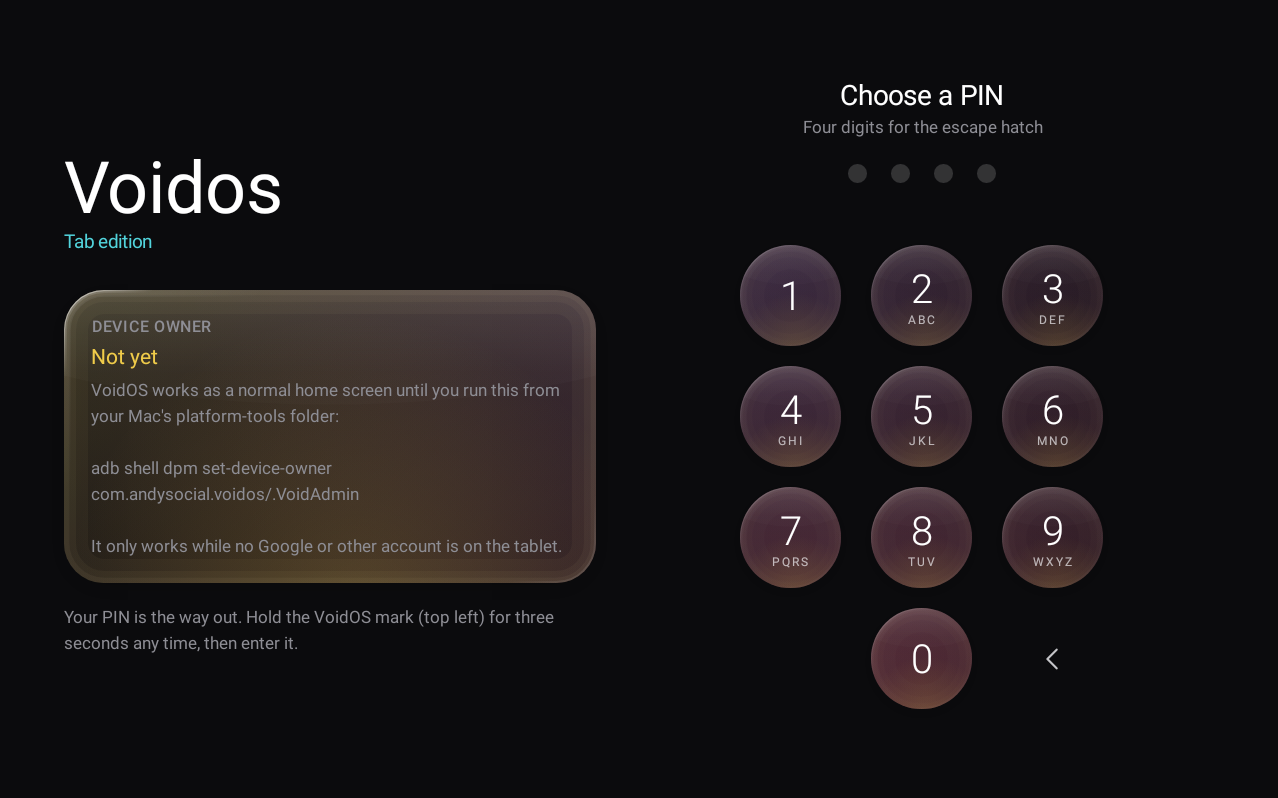 Voidos
Tab edition
DEVICE OWNER
Not yet
VoidOS works as a normal home screen until you run this from
your Mac's platform-tools folder:
adb shell dpm set-device-owner
com.andysocial.voidos/.VoidAdmin
It only works while no Google or other account is on the tablet.
Your PIN is the way out. Hold the VoidOS mark (top left) for three
seconds any time, then enter it.
Choose a PIN
Four digits for the escape hatch
1
2
ABC
3
DEF
4
GHI
5
JKL
6
MNO
7
PQRS
8
TUV
9
WXYZ
0